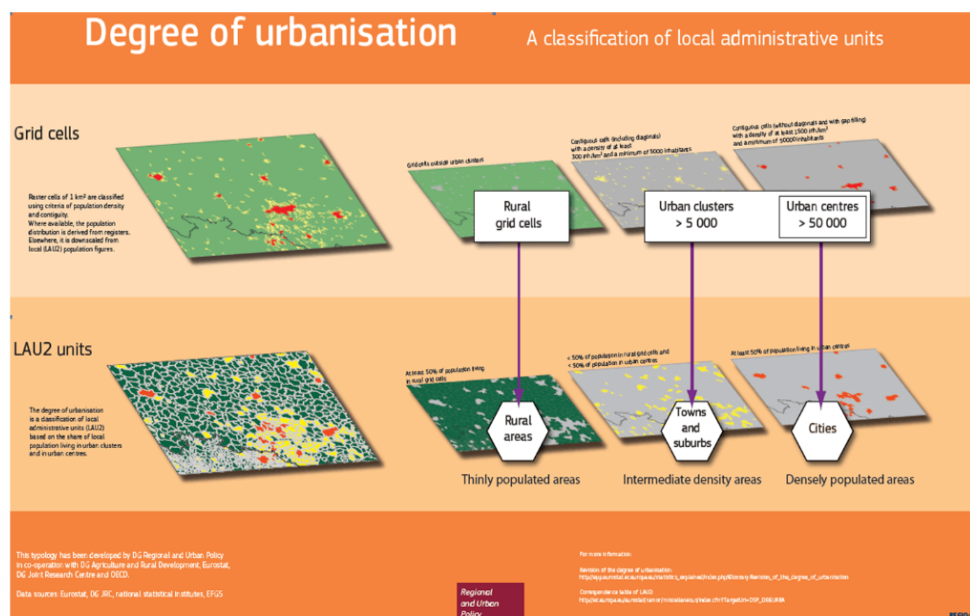 Degree of urbanisation
A classification of local administrative units
Grid cells
Raster cells of 1 km² are classified
using criteria of population density
and contiguity.
Where available, the population
distribution is derived from registers.
Elsewhere, it is downscaled from
local (LAU2) population figures.
Grid cells outside urban clusters
Contiguous cells (including diagonals)
with a density of at least
300 inh/km² and a minimum of 5000 inhabitants
Contiguous cells (without diagonals and with gap filling)
with a density of at least 1500 inh/km²
and a minimum of 50000 inhabitants
Rural
grid cells
Urban clusters
> 5 000
Urban centres
> 50 000
LAU2 units
The degree of urbanisation
is a classification of local
administrative units (LAU2)
based on the share of local
population living in urban clusters
and in urban centres.
At least 50% of population living
in rural grid cells
< 50% of population in rural grid cells and
< 50% of population in urban centres
At least 50% of population living in urban centres
Rural
areas
Towns
and
suburbs
Cities
Thinly populated areas
Intermediate density areas
Densely populated areas
This typology has been developed by DG Regional and Urban Policy
in co-operation with DG Agriculture and Rural Development, Eurostat,
DG Joint Research Centre and OECD.
Data sources: Eurostat, DG JRC, national statistical institutes, EFGS
Regional
and Urban
Policy
For more information:
Revision of the degree of urbanisation:
Correspondence table of LAU2: